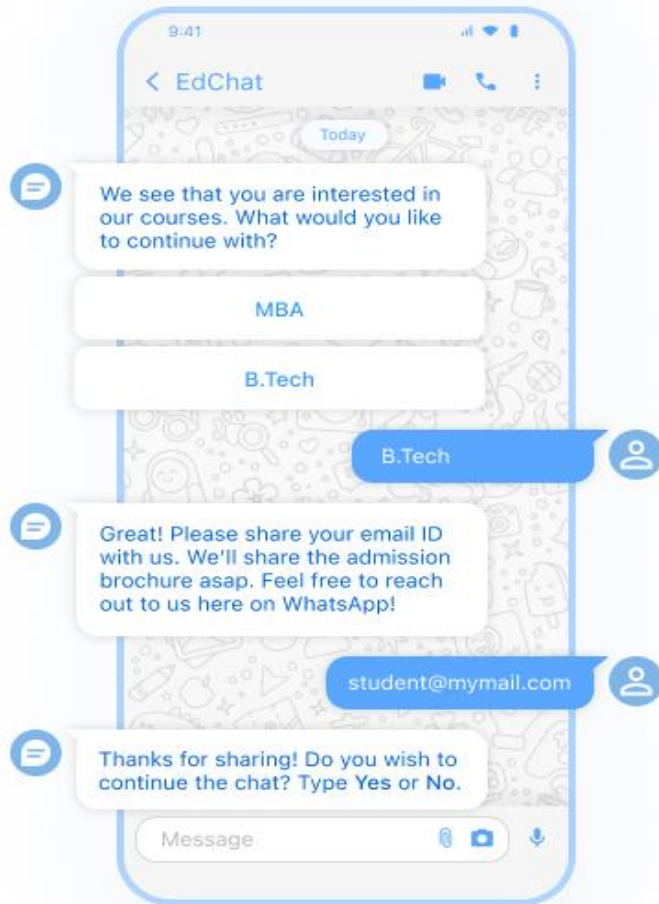 9:41
EdChat
Today
We see that you are interested in
our courses. What would you like
to continue with?
MBA
B.Tech
B.Tech
Great! Please share your email ID
with us. We'll share the admission
brochure asap. Feel free to reach
out to us here on WhatsApp!
student@mymail.com
Thanks for sharing! Do you wish to
continue the chat? Type Yes or No.
Message